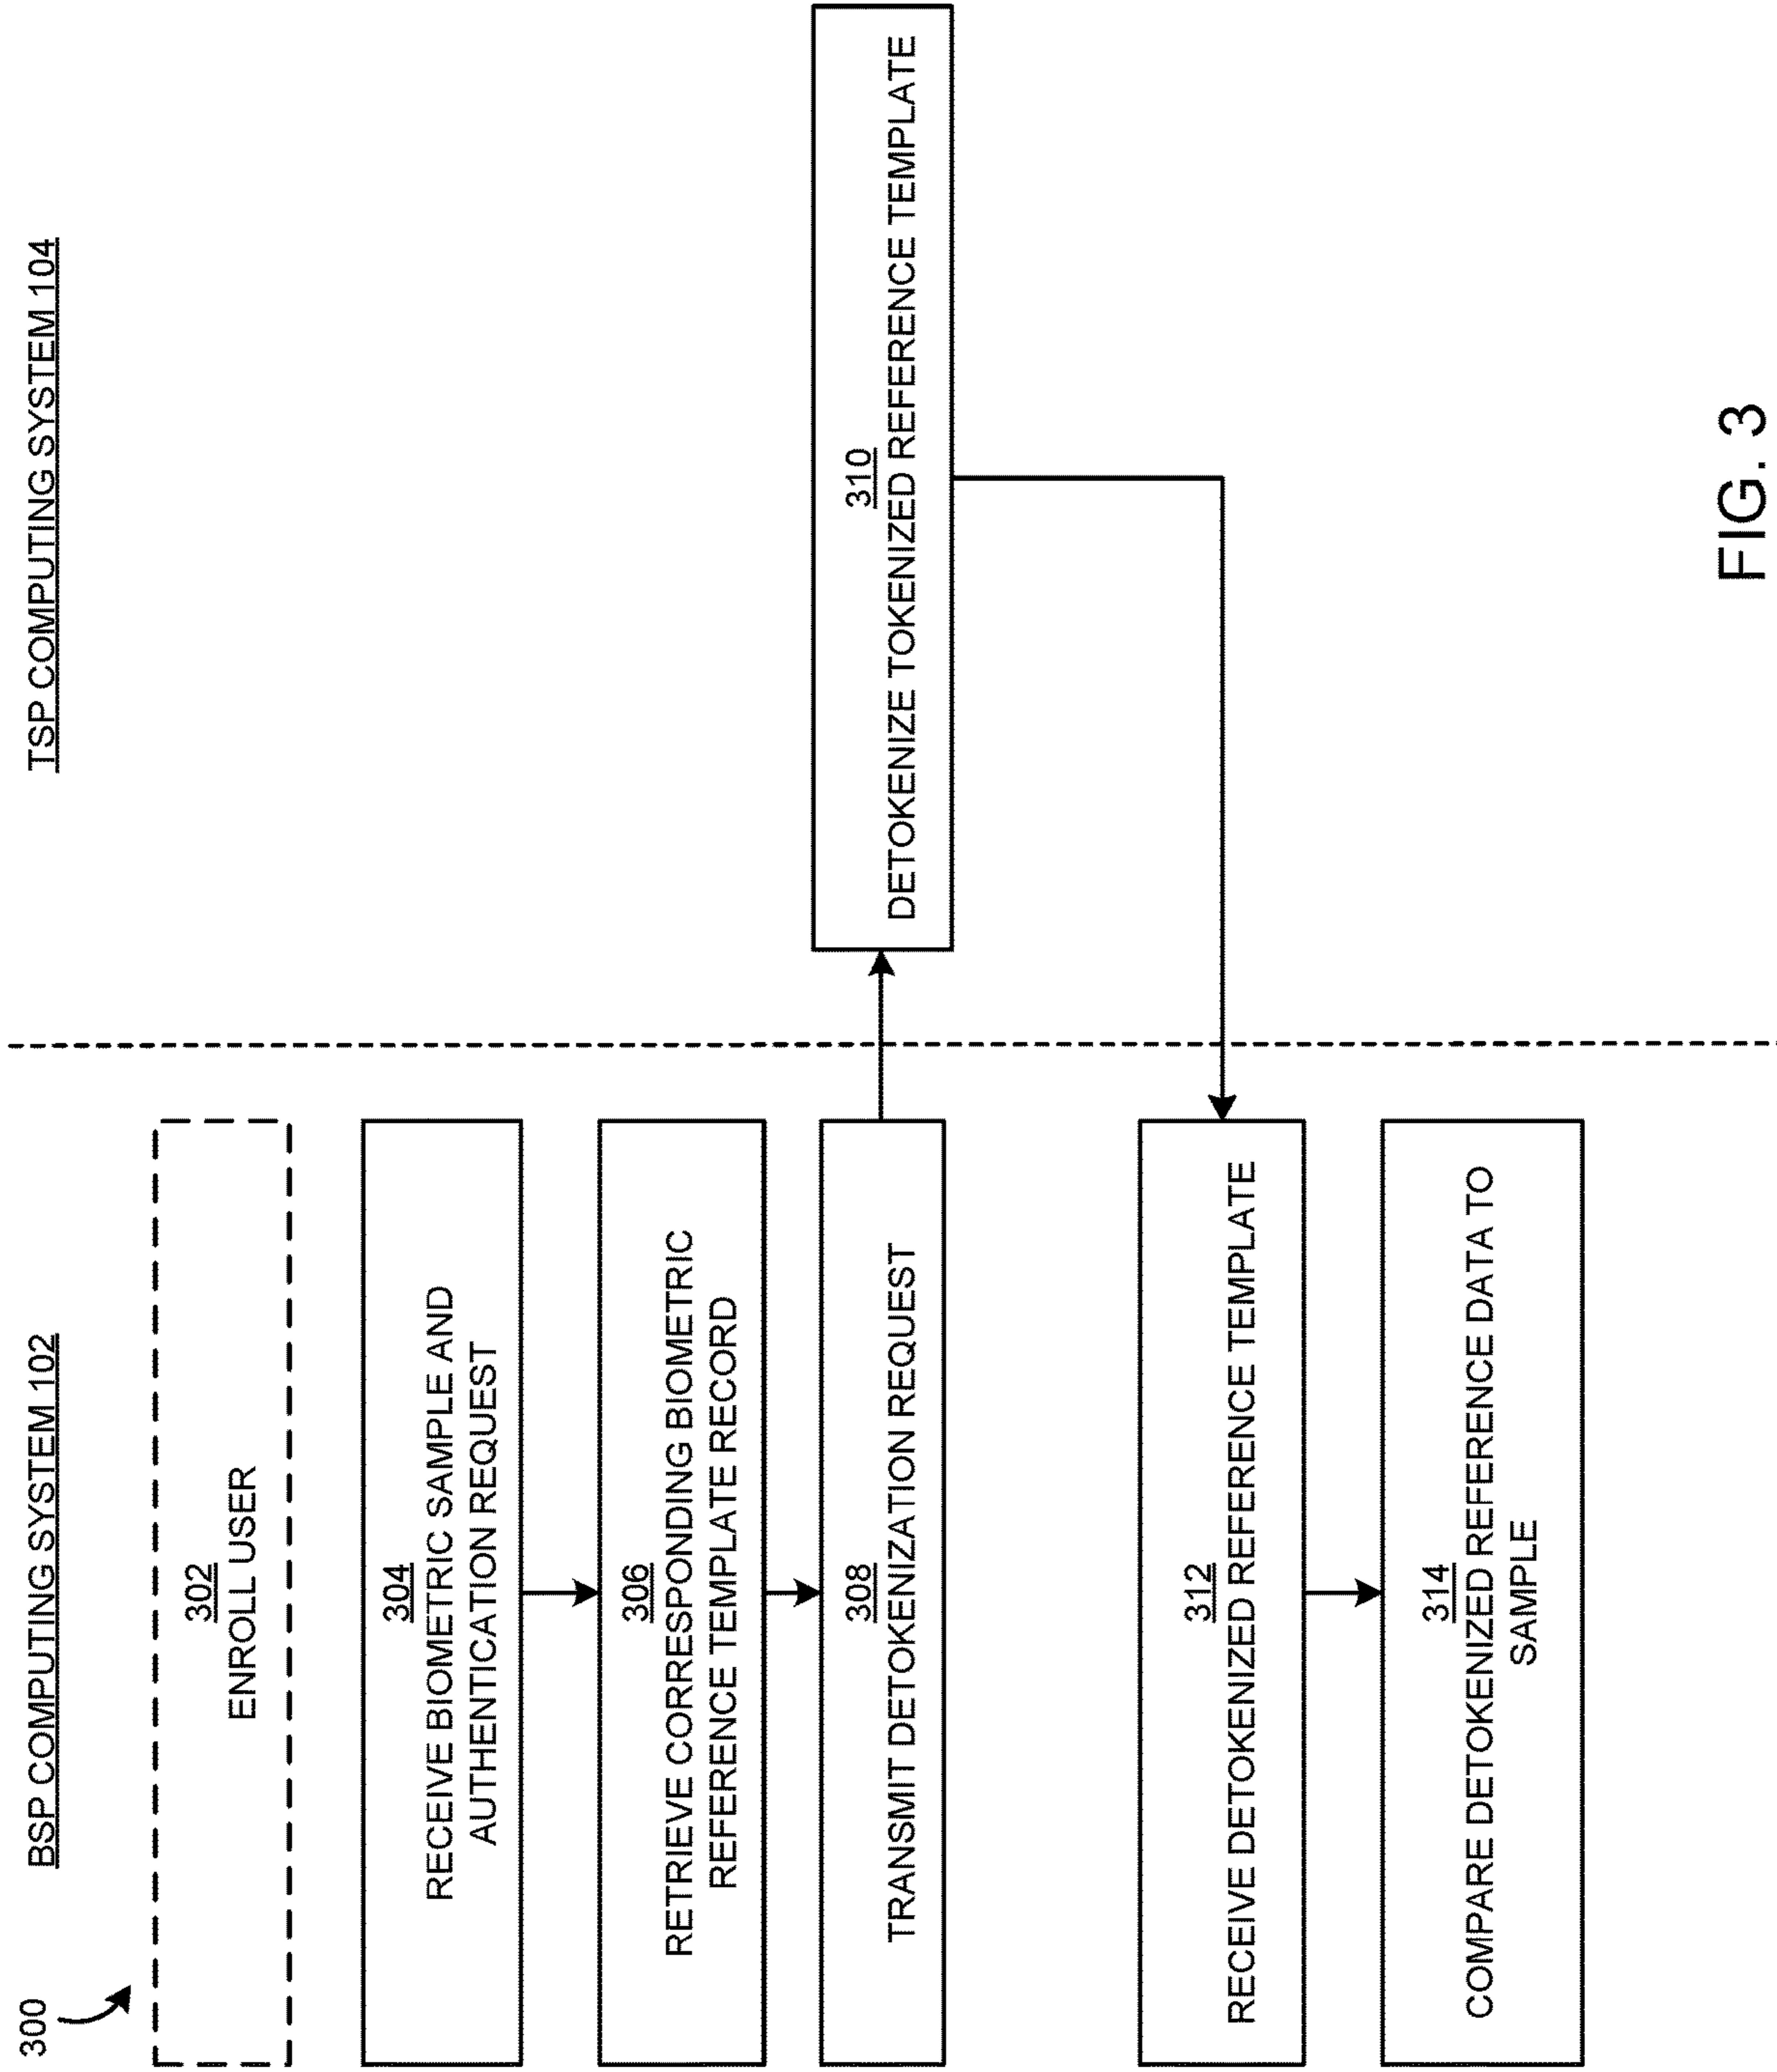 300
BSP COMPUTING SYSTEM 102
TSP COMPUTING SYSTEM 104
302
ENROLL USER
304
RECEIVE BIOMETRIC SAMPLE AND
AUTHENTICATION REQUEST
306
RETRIEVE CORRESPONDING BIOMETRIC
REFERENCE TEMPLATE RECORD
308
TRANSMIT DETOKENIZATION REQUEST
310
DETOKENIZE TOKENIZED REFERENCE TEMPLATE
312
RECEIVE DETOKENIZED REFERENCE TEMPLATE
314
COMPARE DETOKENIZED REFERENCE DATA TO
SAMPLE
FIG. 3